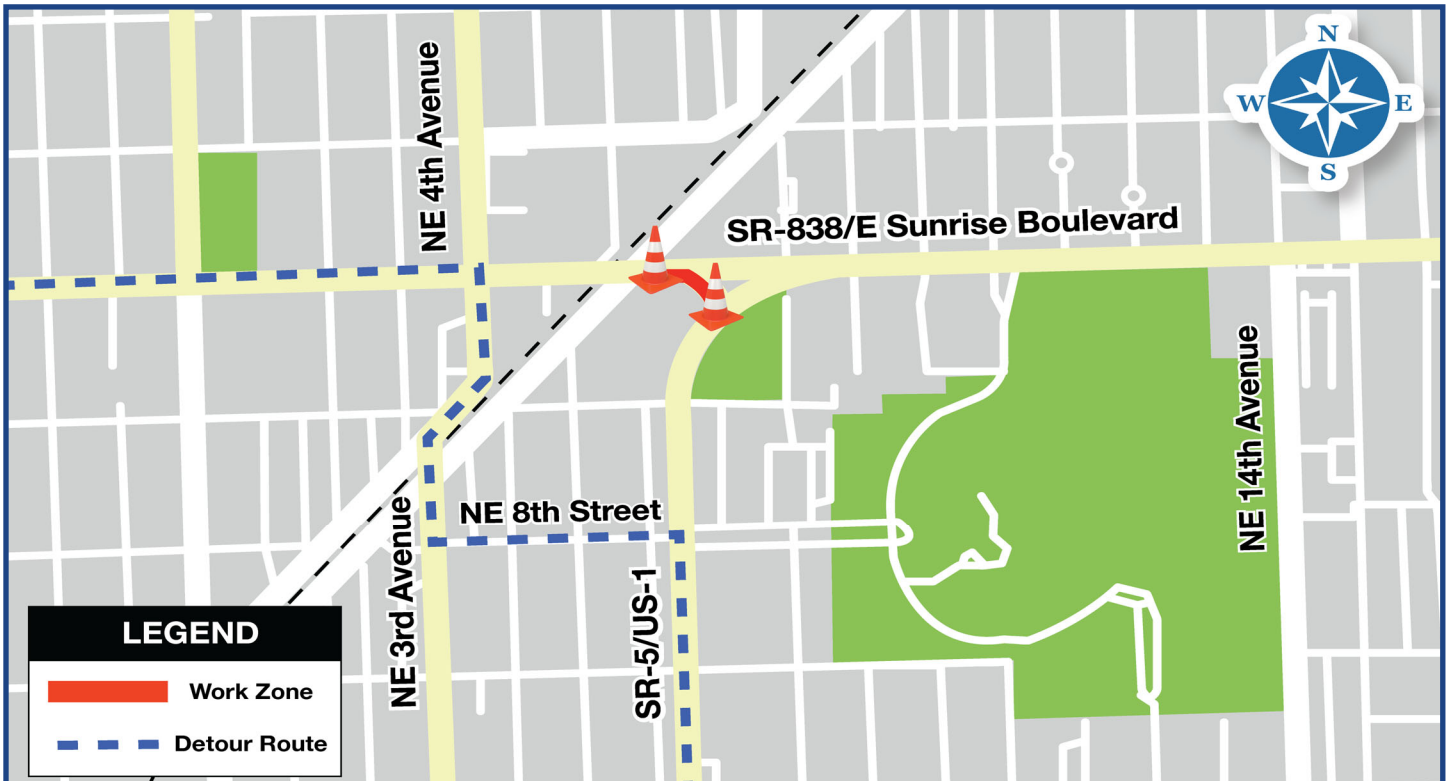 N
W
E
S
NE 4th Avenue
SR-838/E Sunrise Boulevard
NE 14th Avenue
NE 8th Street
NE 3rd Avenue
SR-5/US-1
LEGEND
Work Zone
Detour Route